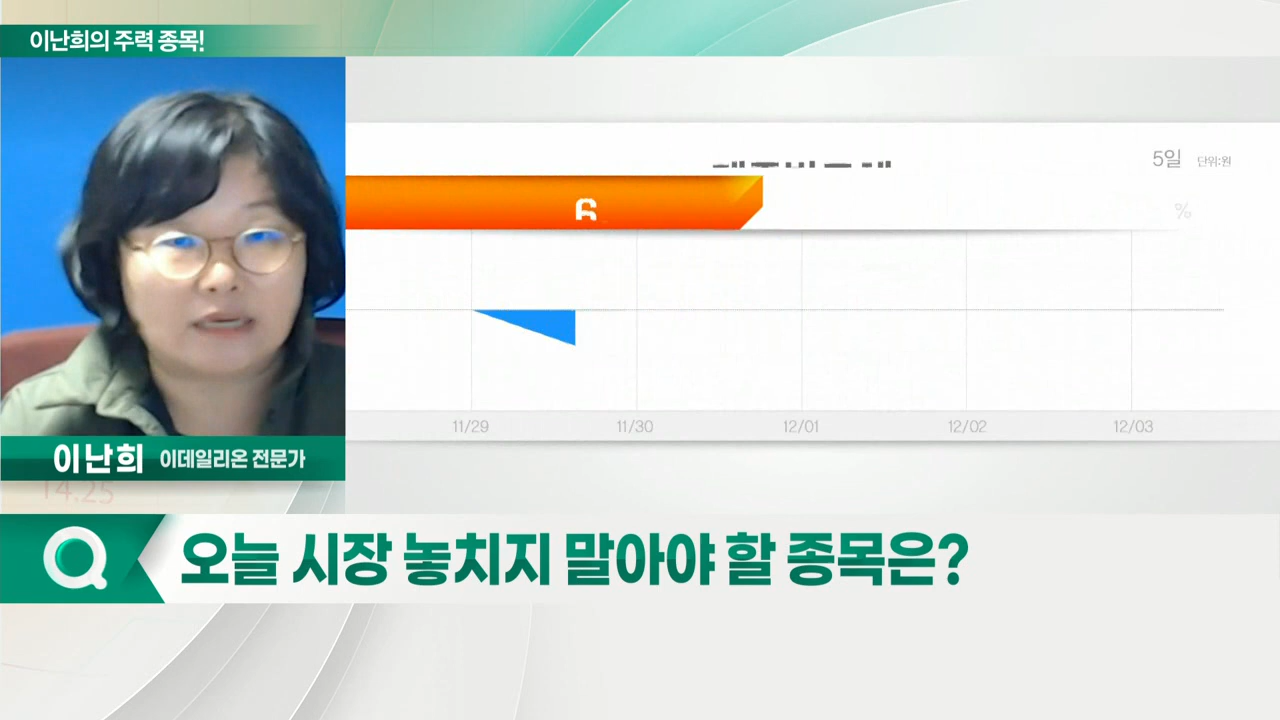 이난희의 주력 종목!
5일 단위:원
%
11/29 11/30 12/01 12/02 12/03
이난희 이데일리온 전문가
14.25
오늘 시장 놓치지 말아야 할 종목은?